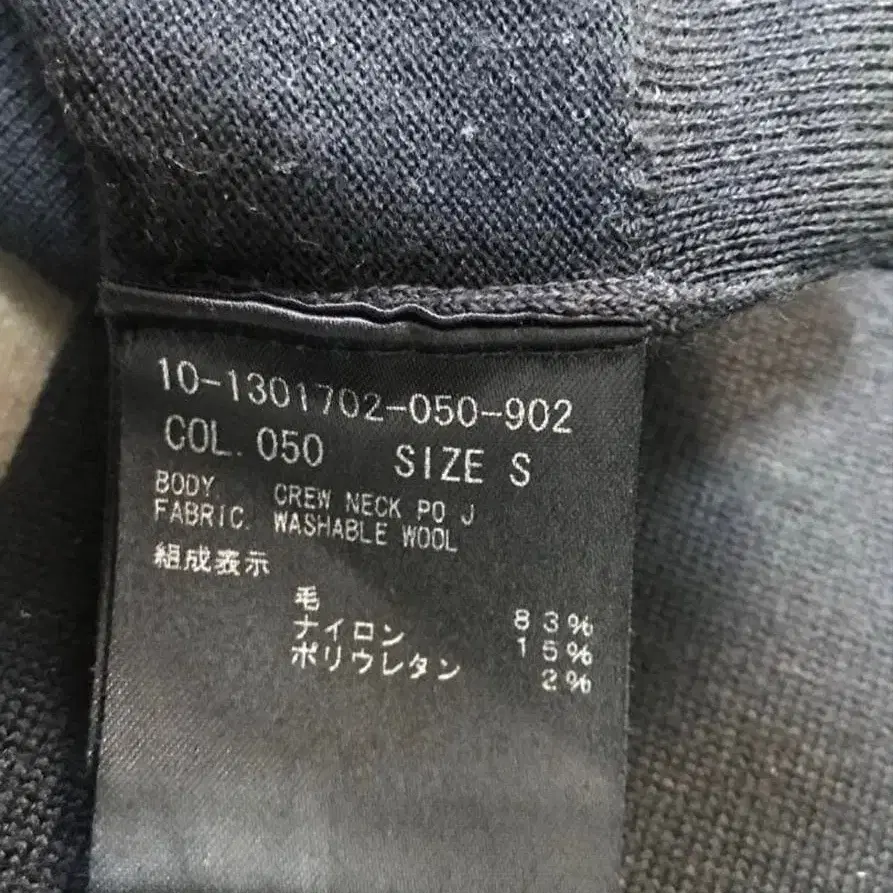 10-1301702-050-902
COL. 050 SIZE S
BODY. CREW NECK PO J
FABRIC. WASHABLE WOOL
組成表示
毛 83%
ナイロン 15%
ポリウレタン 2%